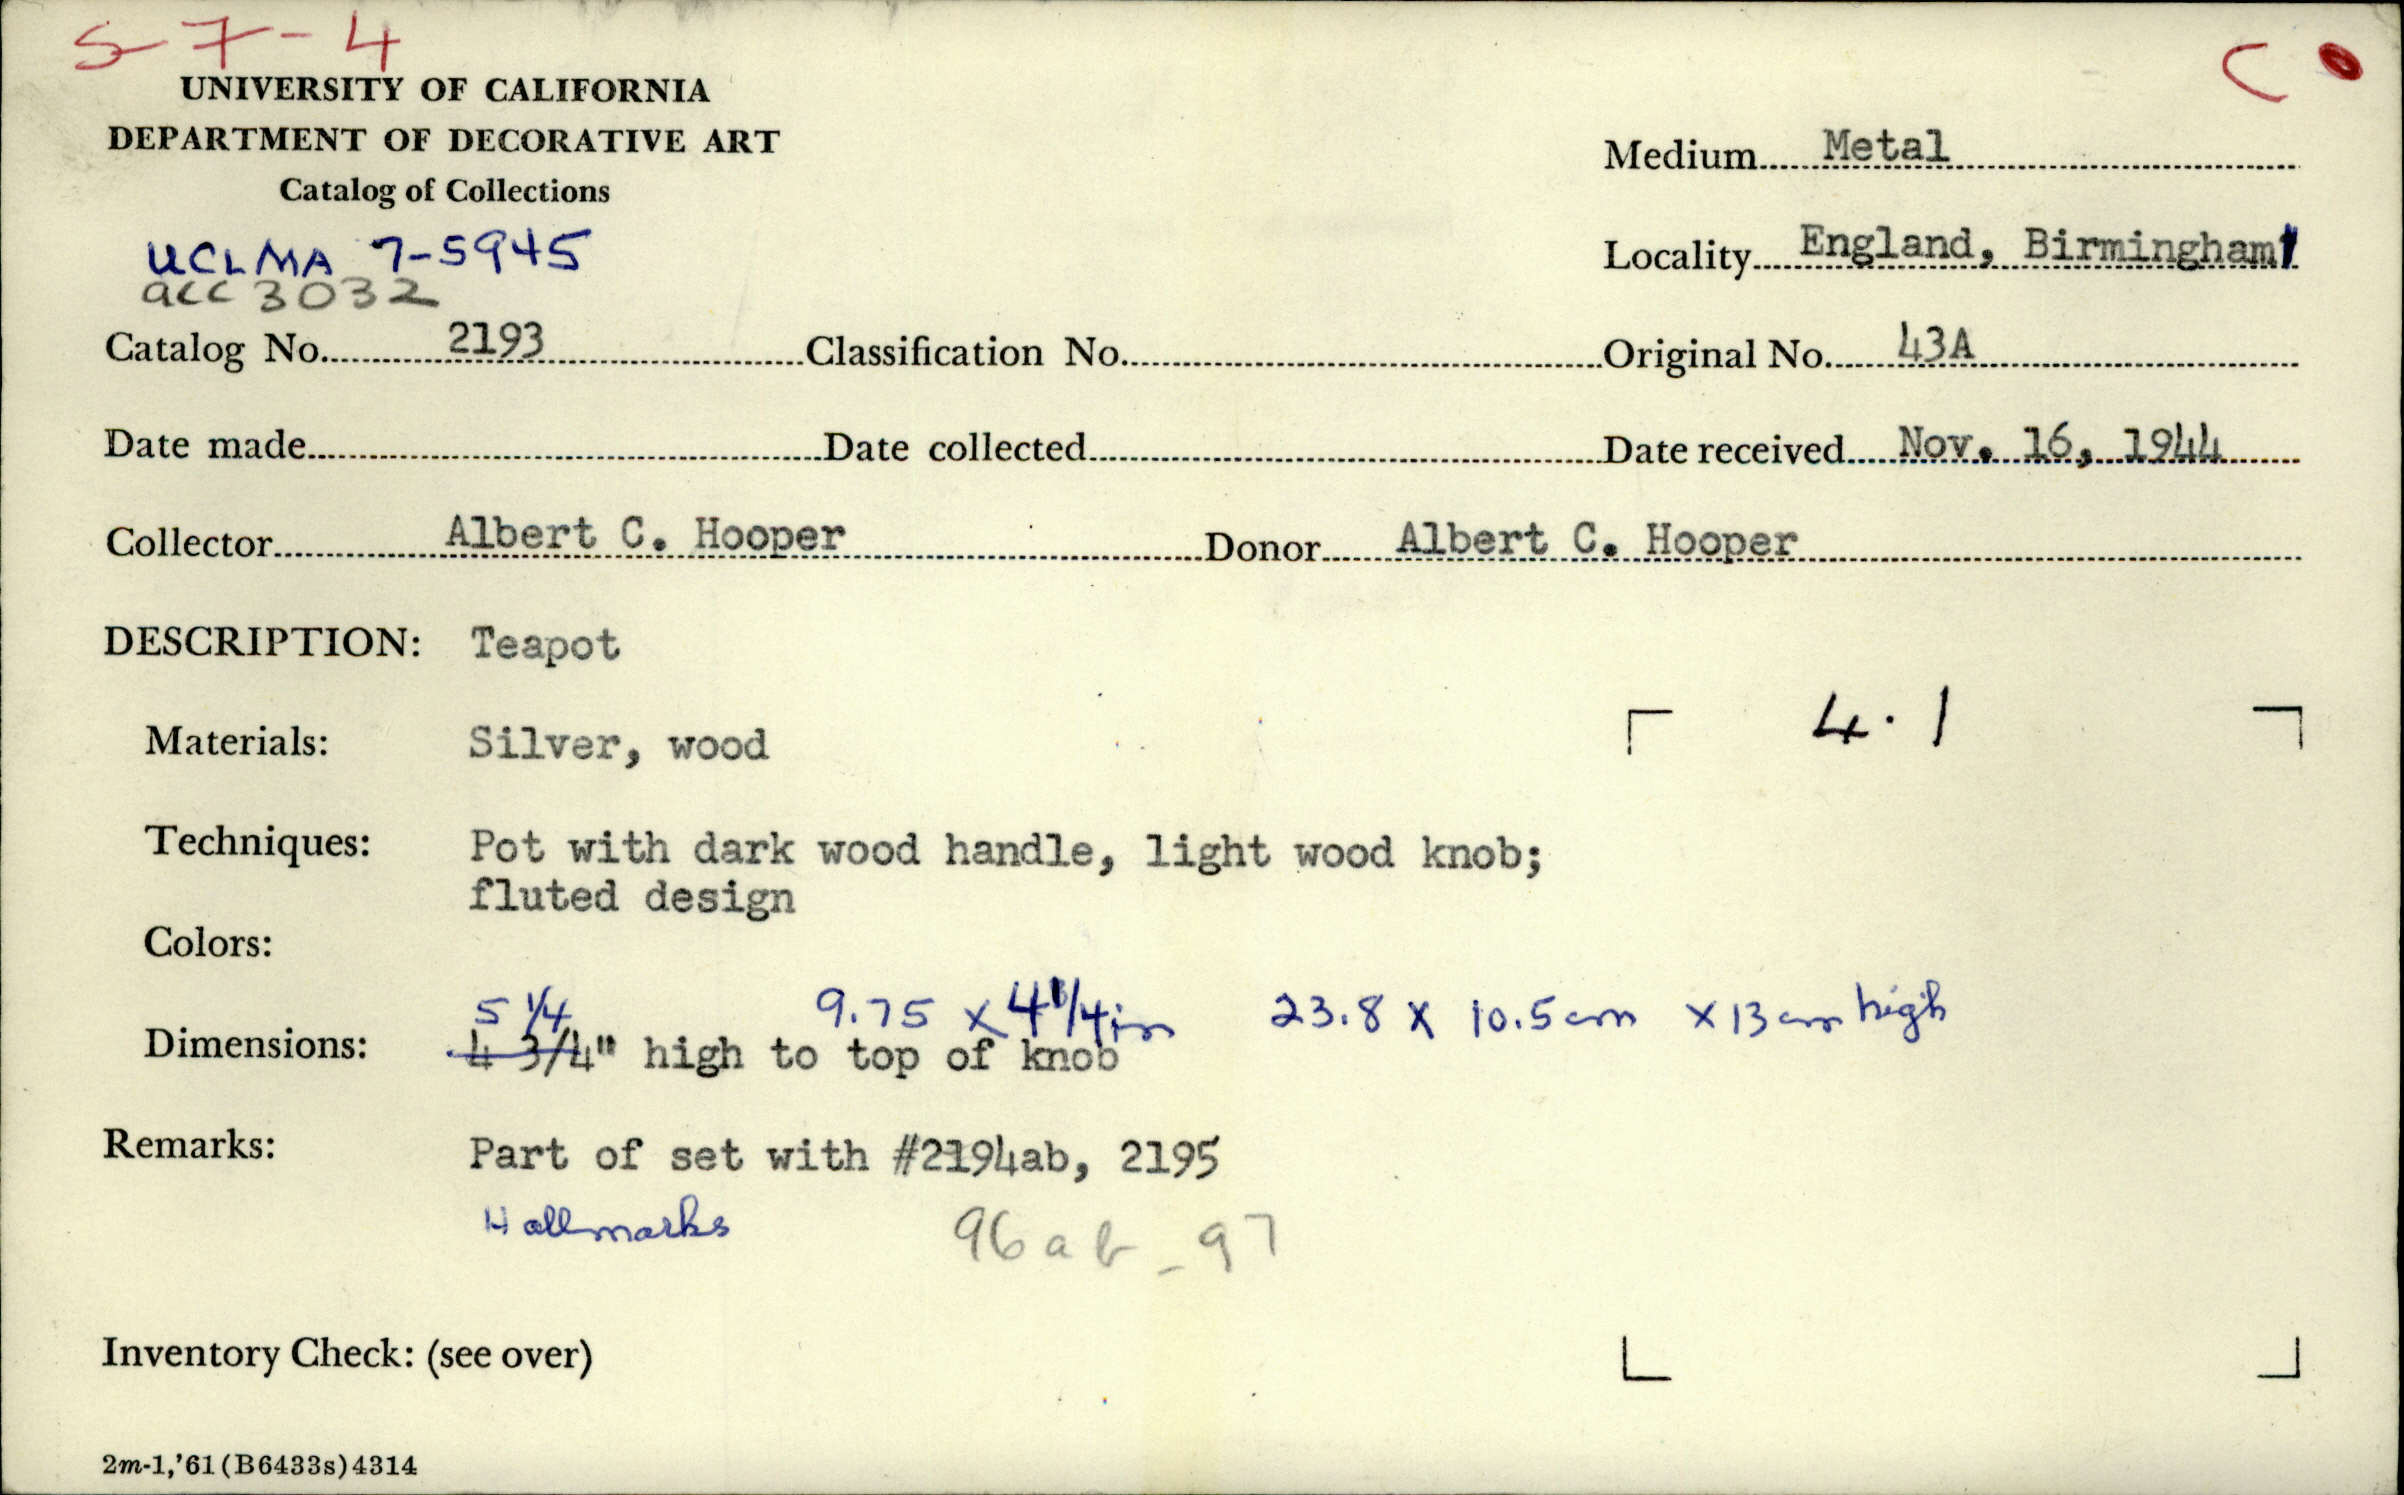 S-7-4
C
UNIVERSITY OF CALIFORNIA
DEPARTMENT OF DECORATIVE ART
Catalog of Collections
Medium Metal
UCLMA 7-5945
Locality England, Birmingham
acc 3032
Catalog No. 2193 Classification No. Original No. 43A
Date made Date collected Date received Nov. 16, 1944
Collector Albert C. Hooper Donor Albert C. Hooper
DESCRIPTION: Teapot
4.1
Materials: Silver, wood
Techniques: Pot with dark wood handle, light wood knob;
fluted design
Colors:
5 1/4 9.75 x 4 1/4 in 23.8 x 10.5 cm x 13 cm high
Dimensions: 4 3/4" high to top of knob
Remarks: Part of set with #2194ab, 2195
Hallmarks 96ab-97
Inventory Check: (see over)
2m-1,'61(B6433s)4314